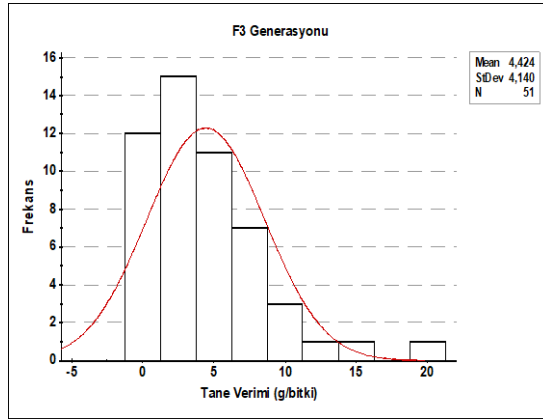 F3 Generasyonu
Mean 4,424
StDev 4,140
N 51
16
14
12
10
8
6
4
2
0
Frekans
-5 0 5 10 15 20
Tane Verimi (g/bitki)